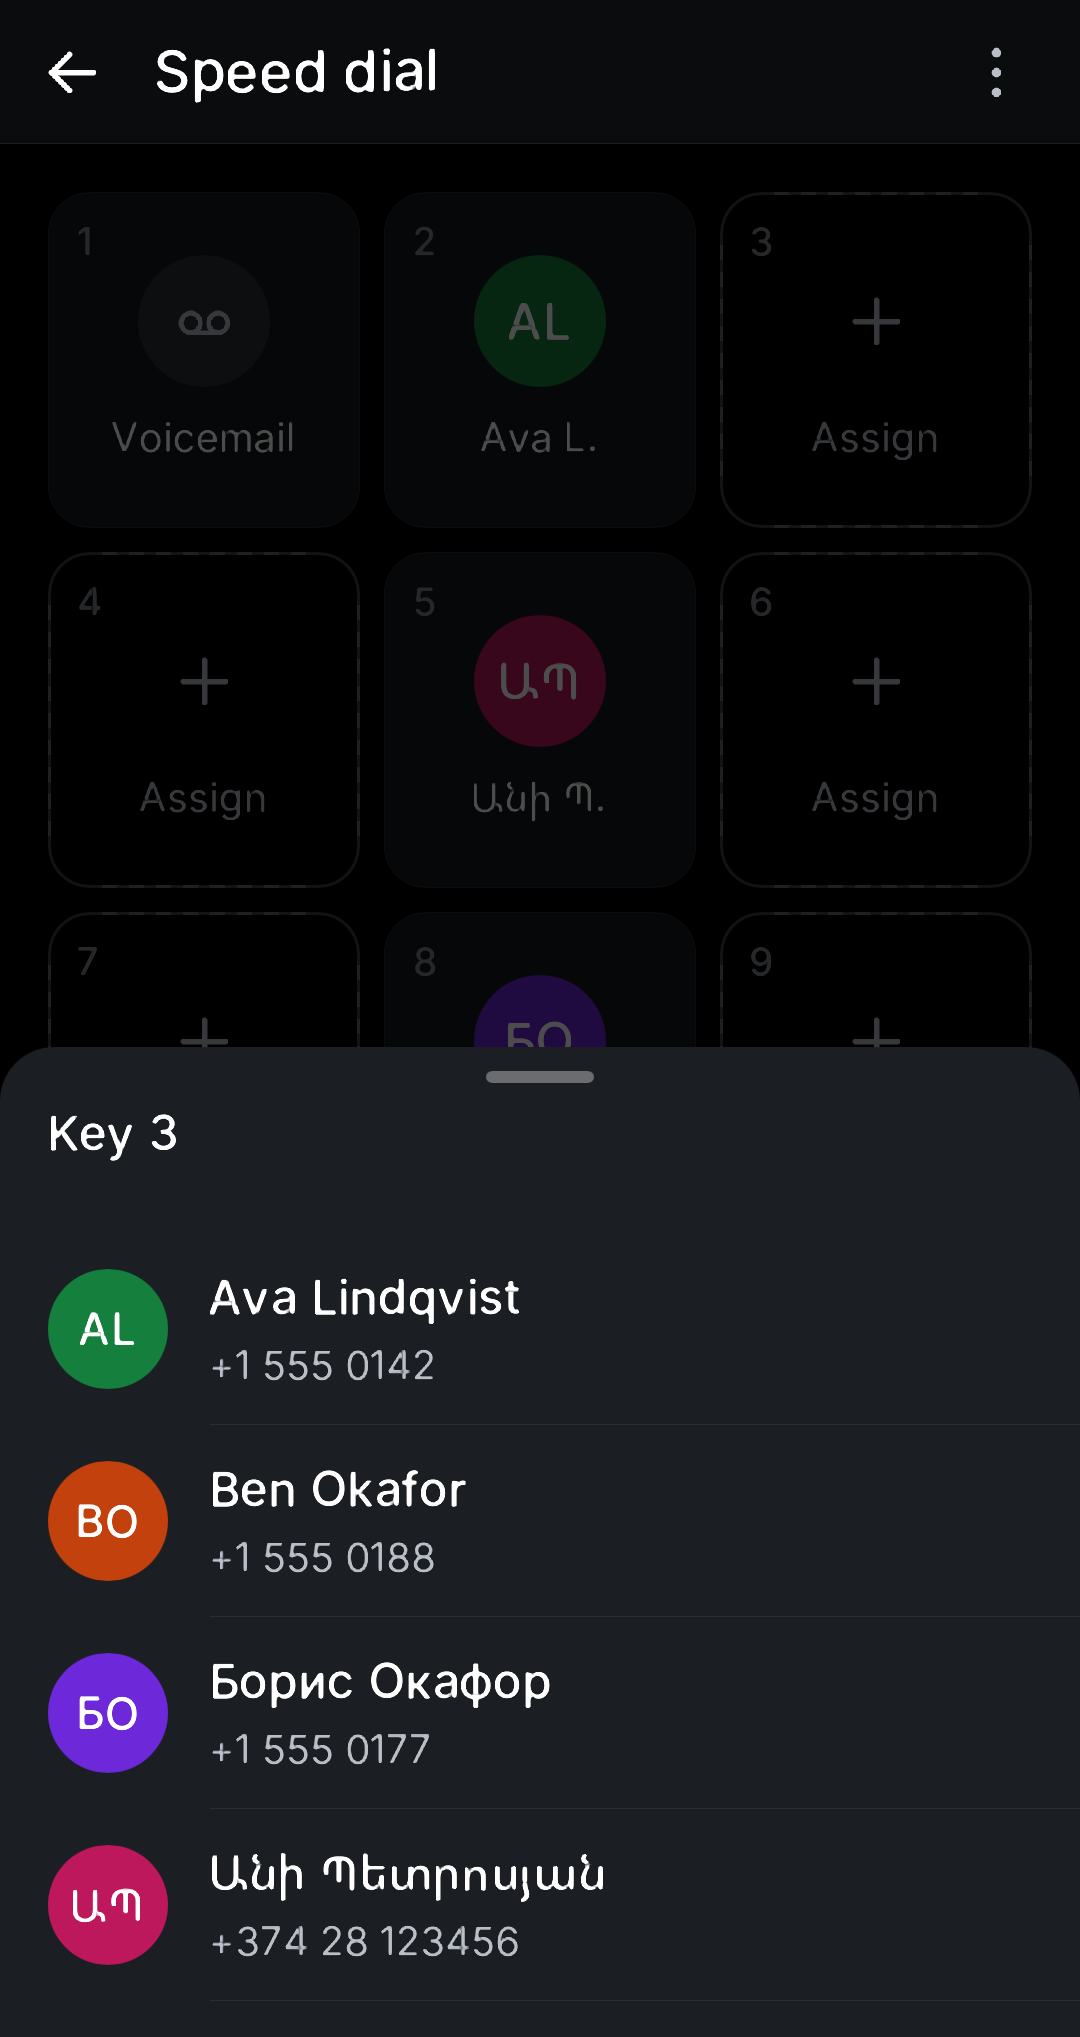 Speed dial
1
Voicemail
2
AL
Ava L.
3
Assign
4
Assign
5
ԱՊ
Անի Պ.
6
Assign
7
8
БО
9
Key 3
AL
Ava Lindqvist
+1 555 0142
BO
Ben Okafor
+1 555 0188
БО
Борис Окафор
+1 555 0177
ԱՊ
Անի Պետրոսյան
+374 28 123456